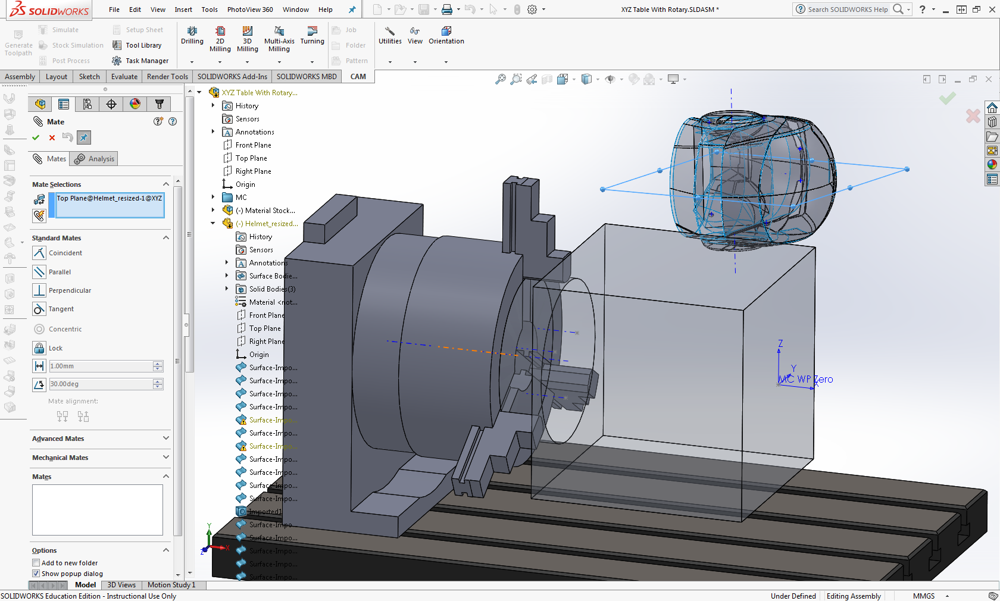 SOLIDWORKS
File Edit View Insert Tools PhotoView 360 Window Help
XYZ Table With Rotary.SLDASM *
Search SOLIDWORKS Help
Generate Toolpath
Simulate
Stock Simulation
Post Process
Setup Sheet
Tool Library
Task Manager
Drilling
2D Milling
3D Milling
Multi-Axis Milling
Turning
Job
Folder
Pattern
Utilities
View
Orientation
Assembly Layout Sketch Evaluate Render Tools SOLIDWORKS Add-Ins SOLIDWORKS MBD CAM
Mate
Mates Analysis
Mate Selections
Top Plane@Helmet_resized-1@XYZ
Standard Mates
Coincident
Parallel
Perpendicular
Tangent
Concentric
Lock
1.00mm
30.00deg
Mate alignment:
Advanced Mates
Mechanical Mates
Mates
Options
Add to new folder
Show popup dialog
XYZ Table With Rotary...
History
Sensors
Annotations
Front Plane
Top Plane
Right Plane
Origin
MC
(-) Material Stock...
(-) Helmet_resized...
History
Sensors
Annotations
Surface Bodie...
Solid Bodies(3)
Material <not...
Front Plane
Top Plane
Right Plane
Origin
Surface-Impo...
Surface-Impo...
Surface-Impo...
Surface-Impo...
Surface-Impo...
Surface-Impo...
Surface-Impo...
Surface-Impo...
Surface-Impo...
Surface-Impo...
Surface-Impo...
Imported1
Surface-Impo...
Surface-Impo...
Surface-Impo...
Surface-Impo...
Surface-Impo...
Z
Y
MC WP Zero
X
Y
X
Z
Model 3D Views Motion Study 1
SOLIDWORKS Education Edition - Instructional Use Only
Under Defined Editing Assembly MMGS